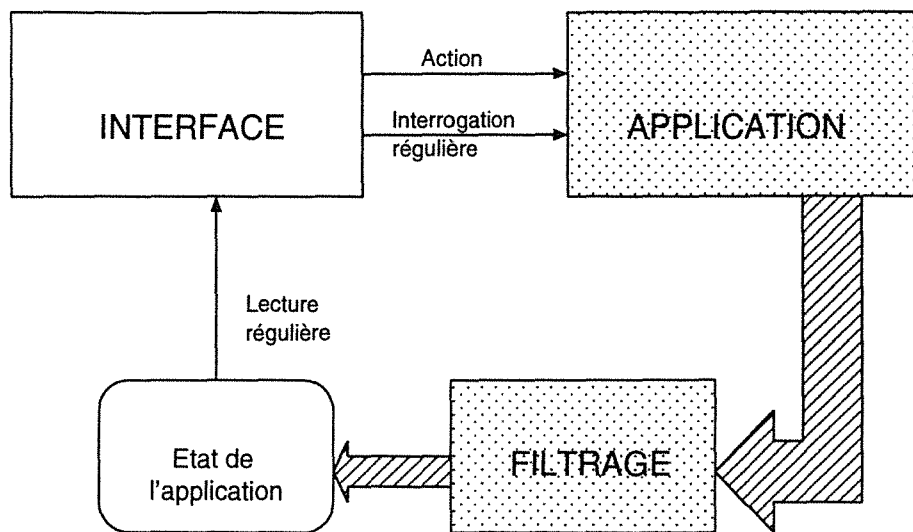 Action
INTERFACE
Interrogation
régulière
APPLICATION
Lecture
régulière
Etat de
l'application
FILTRAGE